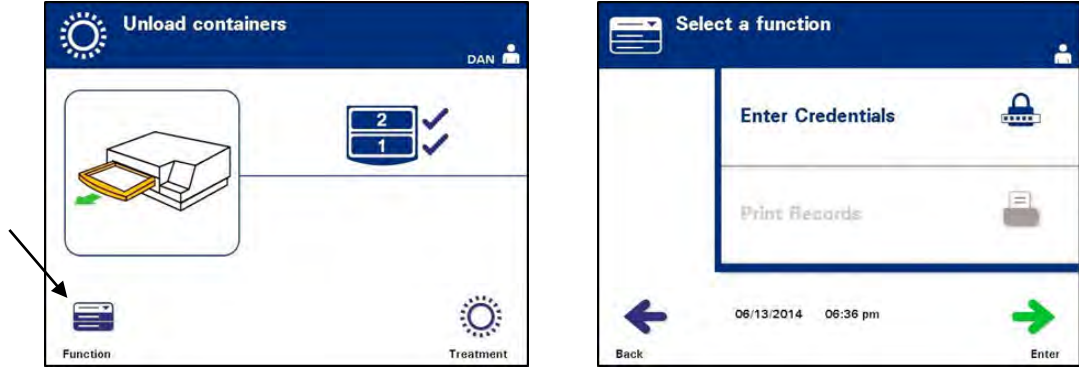 Unload containers
DAN
2
1
Function
Treatment
Select a function
Enter Credentials
Print Records
06/13/2014 06:36 pm
Back
Enter